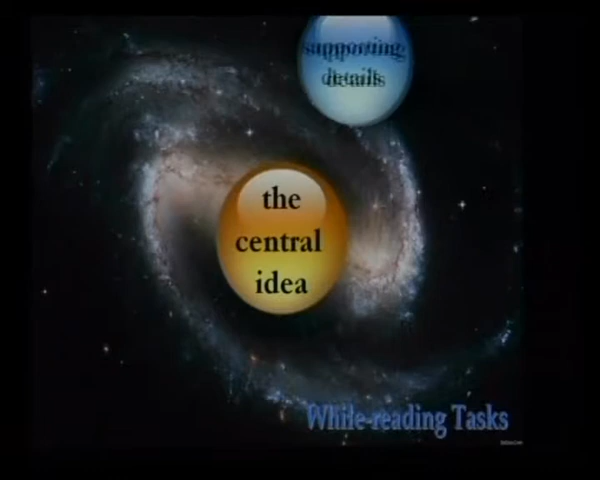 supporting
details
the
central
idea
While-reading Tasks